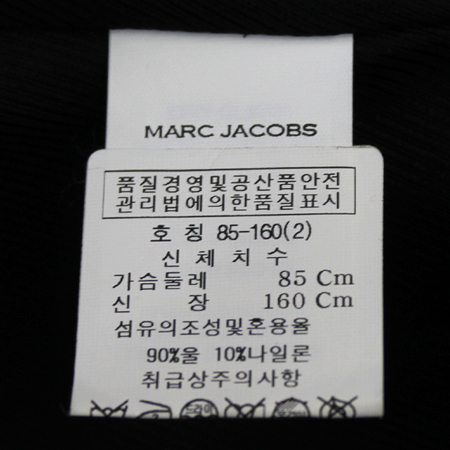 MARC JACOBS
품질경영및공산품안전
관리법에의한품질표시
호 칭 85-160(2)
신 체 치 수
가슴둘레 85 Cm
신 장 160 Cm
섬유의조성및혼용율
90%울 10%나일론
취급상주의사항